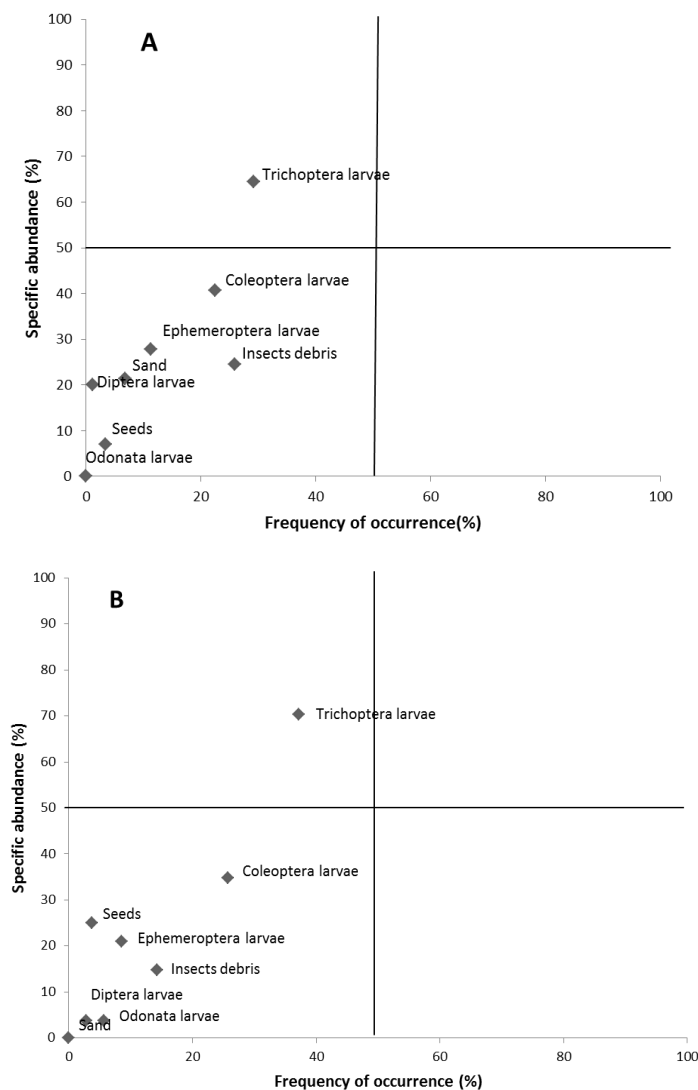 A
100
90
80
70
60
50
40
30
20
10
0
Specific abundance (%)
Trichoptera larvae
Coleoptera larvae
Ephemeroptera larvae
Insects debris
Sand
Diptera larvae
Seeds
Odonata larvae
0 20 40 60 80 100
Frequency of occurrence(%)
B
100
90
80
70
60
50
40
30
20
10
0
Specific abundance (%)
Trichoptera larvae
Coleoptera larvae
Seeds
Ephemeroptera larvae
Insects debris
Diptera larvae
Odonata larvae
Sand
0 20 40 60 80 100
Frequency of occurrence (%)